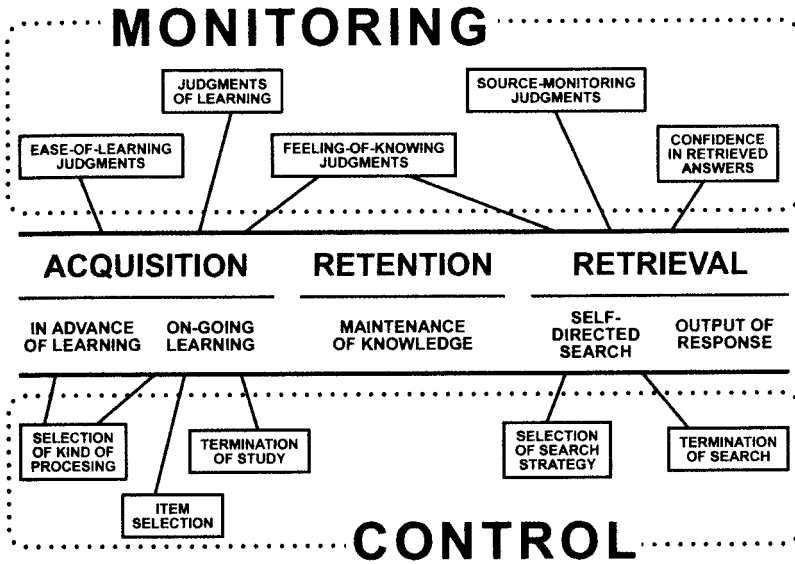 MONITORING
JUDGMENTS
OF LEARNING
SOURCE-MONITORING
JUDGMENTS
EASE-OF-LEARNING
JUDGMENTS
FEELING-OF-KNOWING
JUDGMENTS
CONFIDENCE
IN RETRIEVED
ANSWERS
ACQUISITION
RETENTION
RETRIEVAL
IN ADVANCE
OF LEARNING
ON-GOING
LEARNING
MAINTENANCE
OF KNOWLEDGE
SELF-
DIRECTED
SEARCH
OUTPUT OF
RESPONSE
SELECTION
OF KIND OF
PROCESING
TERMINATION
OF STUDY
SELECTION
OF SEARCH
STRATEGY
TERMINATION
OF SEARCH
ITEM
SELECTION
CONTROL